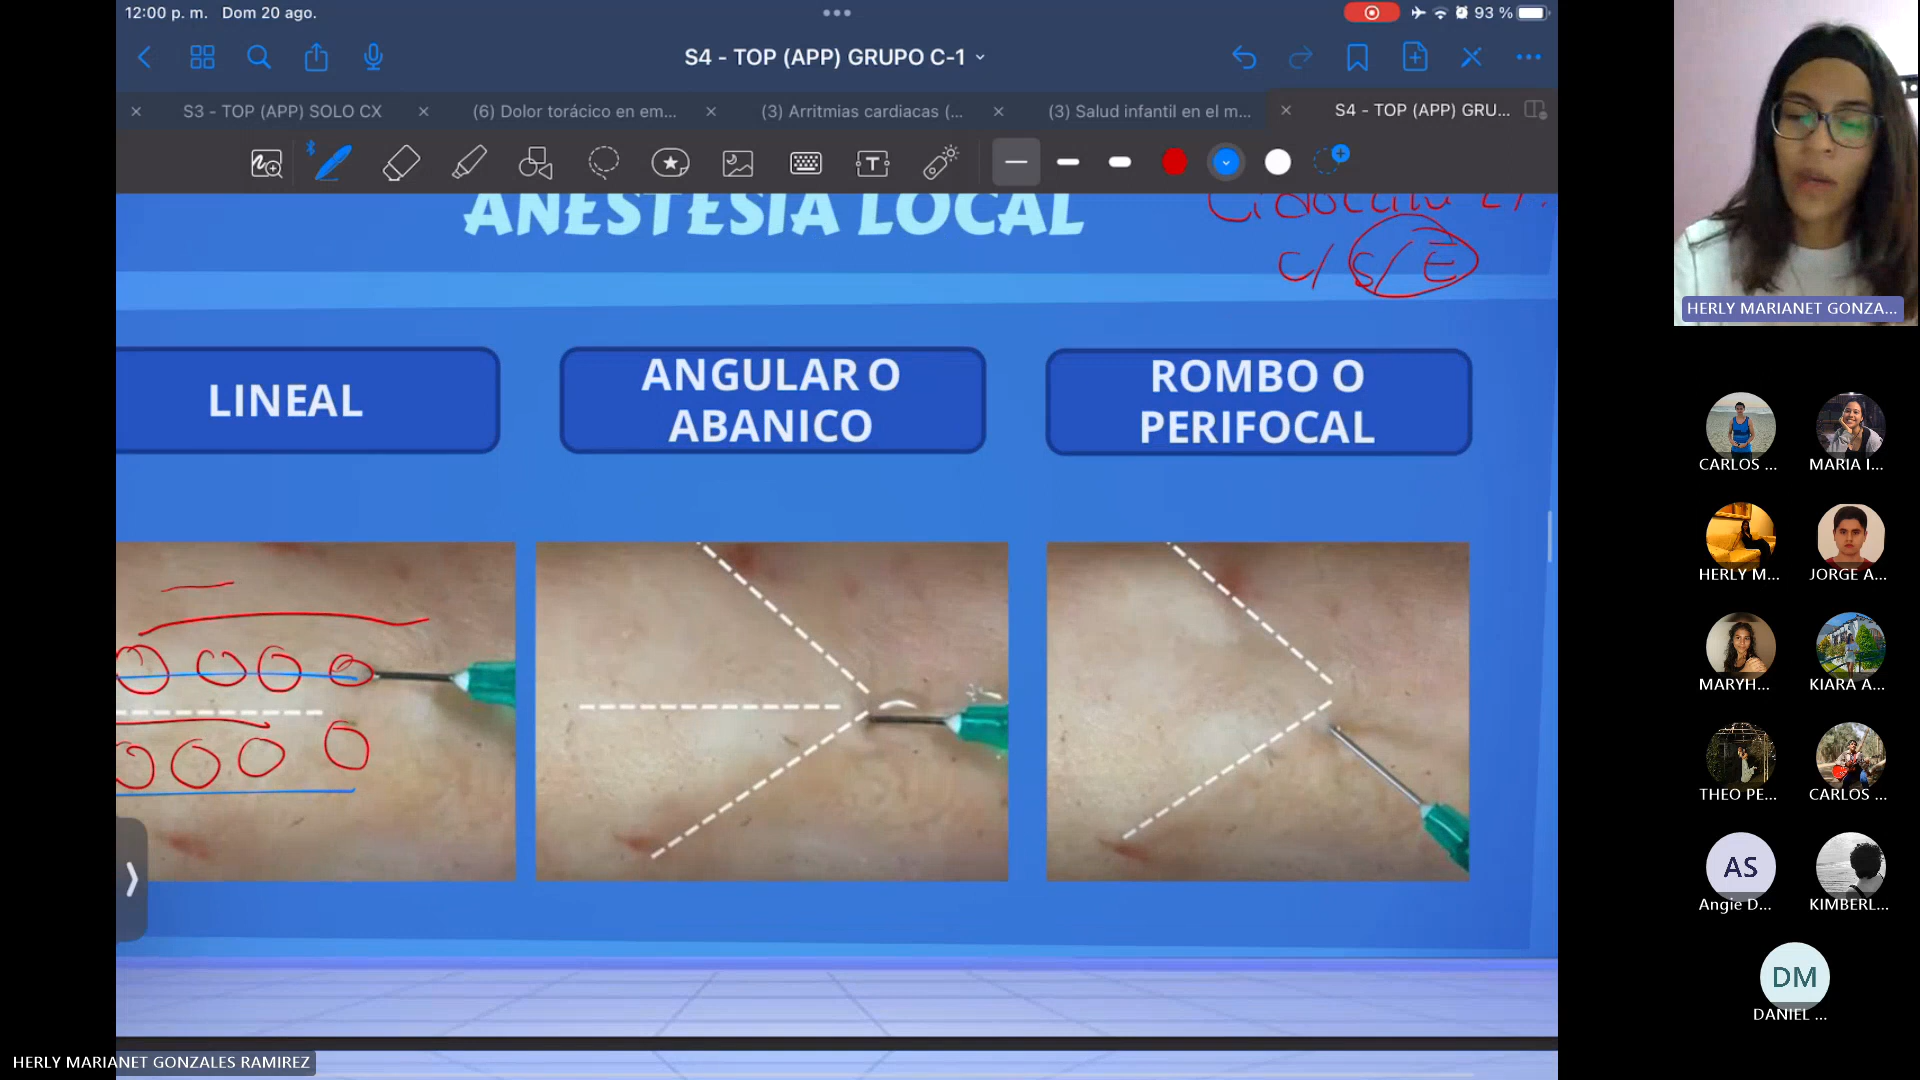 12:00 p. m. Dom 20 ago.
93 %
S4 - TOP (APP) GRUPO C-1
S3 - TOP (APP) SOLO CX
(6) Dolor torácico en em...
(3) Arritmias cardiacas (...
(3) Salud infantil en el m...
S4 - TOP (APP) GRU...
ANESTESIA LOCAL
c/ s/ E
LINEAL
ANGULAR O
ABANICO
ROMBO O
PERIFOCAL
HERLY MARIANET GONZA...
CARLOS ...
MARIA I...
HERLY M...
JORGE A...
MARYH...
KIARA A...
THEO PE...
CARLOS ...
AS
Angie D...
KIMBERL...
DM
DANIEL ...
HERLY MARIANET GONZALES RAMIREZ